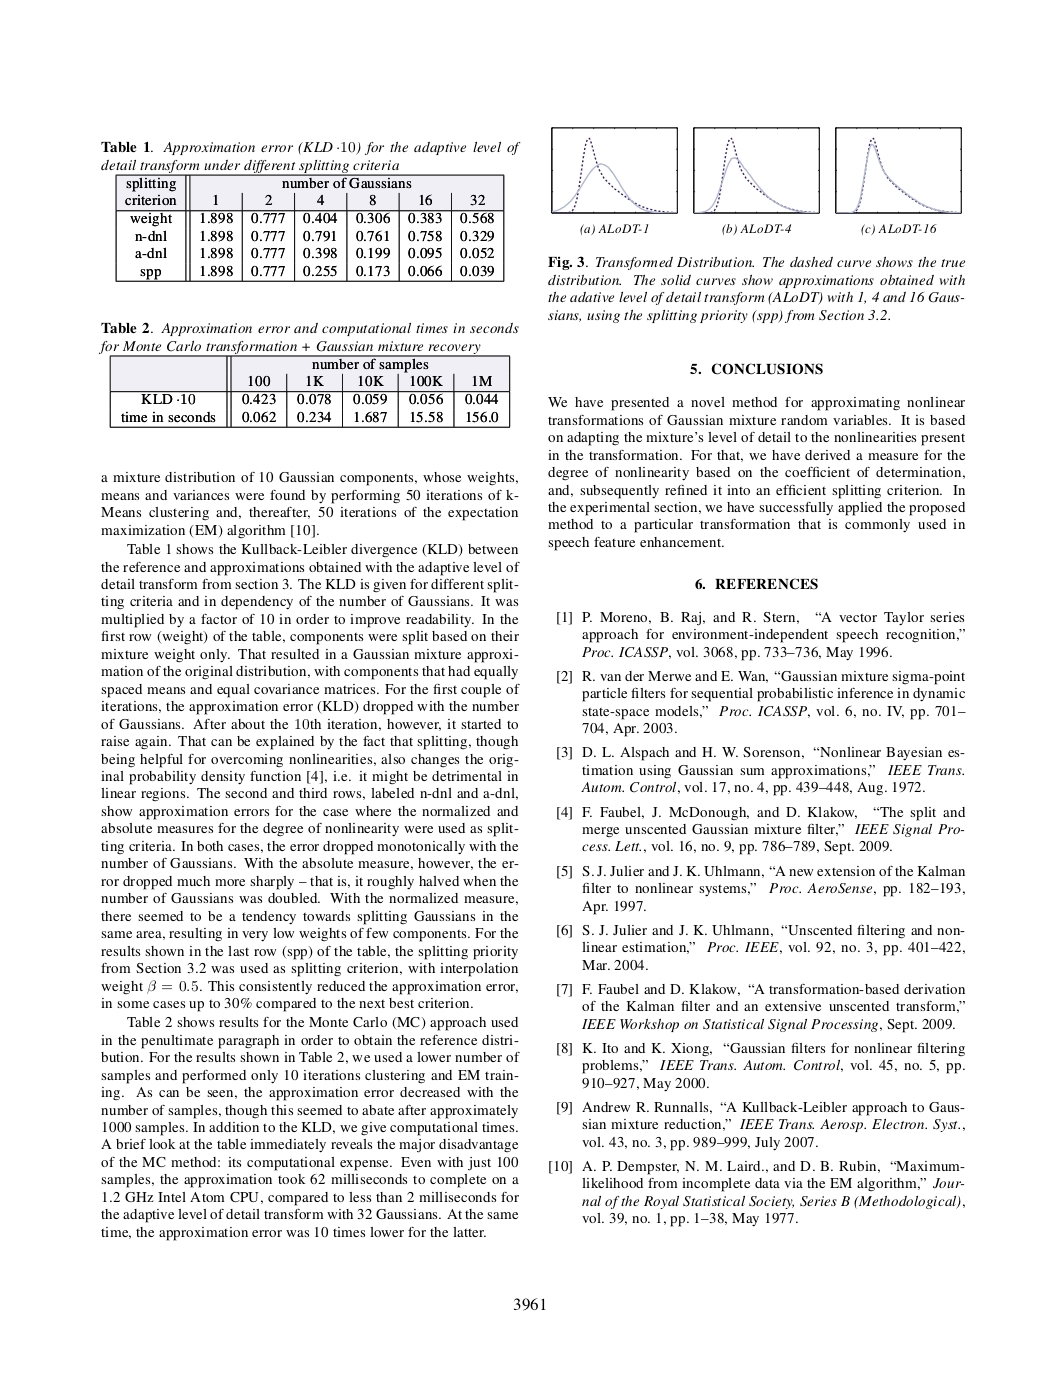 Table 1. Approximation error (KLD ·10) for the adaptive level of
detail transform under different splitting criteria
splitting number of Gaussians
criterion 1 2 4 8 16 32
weight 1.898 0.777 0.404 0.306 0.383 0.568
n-dnl 1.898 0.777 0.791 0.761 0.758 0.329
a-dnl 1.898 0.777 0.398 0.199 0.095 0.052
spp 1.898 0.777 0.255 0.173 0.066 0.039
Table 2. Approximation error and computational times in seconds
for Monte Carlo transformation + Gaussian mixture recovery
number of samples
100 1K 10K 100K 1M
KLD ·10 0.423 0.078 0.059 0.056 0.044
time in seconds 0.062 0.234 1.687 15.58 156.0
a mixture distribution of 10 Gaussian components, whose weights,
means and variances were found by performing 50 iterations of k-
Means clustering and, thereafter, 50 iterations of the expectation
maximization (EM) algorithm [10].
Table 1 shows the Kullback-Leibler divergence (KLD) between
the reference and approximations obtained with the adaptive level of
detail transform from section 3. The KLD is given for different split-
ting criteria and in dependency of the number of Gaussians. It was
multiplied by a factor of 10 in order to improve readability. In the
first row (weight) of the table, components were split based on their
mixture weight only. That resulted in a Gaussian mixture approxi-
mation of the original distribution, with components that had equally
spaced means and equal covariance matrices. For the first couple of
iterations, the approximation error (KLD) dropped with the number
of Gaussians. After about the 10th iteration, however, it started to
raise again. That can be explained by the fact that splitting, though
being helpful for overcoming nonlinearities, also changes the orig-
inal probability density function [4], i.e. it might be detrimental in
linear regions. The second and third rows, labeled n-dnl and a-dnl,
show approximation errors for the case where the normalized and
absolute measures for the degree of nonlinearity were used as split-
ting criteria. In both cases, the error dropped monotonically with the
number of Gaussians. With the absolute measure, however, the er-
ror dropped much more sharply – that is, it roughly halved when the
number of Gaussians was doubled. With the normalized measure,
there seemed to be a tendency towards splitting Gaussians in the
same area, resulting in very low weights of few components. For the
results shown in the last row (spp) of the table, the splitting priority
from Section 3.2 was used as splitting criterion, with interpolation
weight β = 0.5. This consistently reduced the approximation error,
in some cases up to 30% compared to the next best criterion.
Table 2 shows results for the Monte Carlo (MC) approach used
in the penultimate paragraph in order to obtain the reference distri-
bution. For the results shown in Table 2, we used a lower number of
samples and performed only 10 iterations clustering and EM train-
ing. As can be seen, the approximation error decreased with the
number of samples, though this seemed to abate after approximately
1000 samples. In addition to the KLD, we give computational times.
A brief look at the table immediately reveals the major disadvantage
of the MC method: its computational expense. Even with just 100
samples, the approximation took 62 milliseconds to complete on a
1.2 GHz Intel Atom CPU, compared to less than 2 milliseconds for
the adaptive level of detail transform with 32 Gaussians. At the same
time, the approximation error was 10 times lower for the latter.
(a) ALoDT-1 (b) ALoDT-4 (c) ALoDT-16
Fig. 3. Transformed Distribution. The dashed curve shows the true
distribution. The solid curves show approximations obtained with
the adative level of detail transform (ALoDT) with 1, 4 and 16 Gaus-
sians, using the splitting priority (spp) from Section 3.2.
5. CONCLUSIONS
We have presented a novel method for approximating nonlinear
transformations of Gaussian mixture random variables. It is based
on adapting the mixture's level of detail to the nonlinearities present
in the transformation. For that, we have derived a measure for the
degree of nonlinearity based on the coefficient of determination,
and, subsequently refined it into an efficient splitting criterion. In
the experimental section, we have successfully applied the proposed
method to a particular transformation that is commonly used in
speech feature enhancement.
6. REFERENCES
[1] P. Moreno, B. Raj, and R. Stern, “A vector Taylor series
approach for environment-independent speech recognition,”
Proc. ICASSP, vol. 3068, pp. 733–736, May 1996.
[2] R. van der Merwe and E. Wan, “Gaussian mixture sigma-point
particle filters for sequential probabilistic inference in dynamic
state-space models,” Proc. ICASSP, vol. 6, no. IV, pp. 701–
704, Apr. 2003.
[3] D. L. Alspach and H. W. Sorenson, “Nonlinear Bayesian es-
timation using Gaussian sum approximations,” IEEE Trans.
Autom. Control, vol. 17, no. 4, pp. 439–448, Aug. 1972.
[4] F. Faubel, J. McDonough, and D. Klakow, “The split and
merge unscented Gaussian mixture filter,” IEEE Signal Pro-
cess. Lett., vol. 16, no. 9, pp. 786–789, Sept. 2009.
[5] S. J. Julier and J. K. Uhlmann, “A new extension of the Kalman
filter to nonlinear systems,” Proc. AeroSense, pp. 182–193,
Apr. 1997.
[6] S. J. Julier and J. K. Uhlmann, “Unscented filtering and non-
linear estimation,” Proc. IEEE, vol. 92, no. 3, pp. 401–422,
Mar. 2004.
[7] F. Faubel and D. Klakow, “A transformation-based derivation
of the Kalman filter and an extensive unscented transform,”
IEEE Workshop on Statistical Signal Processing, Sept. 2009.
[8] K. Ito and K. Xiong, “Gaussian filters for nonlinear filtering
problems,” IEEE Trans. Autom. Control, vol. 45, no. 5, pp.
910–927, May 2000.
[9] Andrew R. Runnalls, “A Kullback-Leibler approach to Gaus-
sian mixture reduction,” IEEE Trans. Aerosp. Electron. Syst.,
vol. 43, no. 3, pp. 989–999, July 2007.
[10] A. P. Dempster, N. M. Laird., and D. B. Rubin, “Maximum-
likelihood from incomplete data via the EM algorithm,” Jour-
nal of the Royal Statistical Society, Series B (Methodological),
vol. 39, no. 1, pp. 1–38, May 1977.
3961